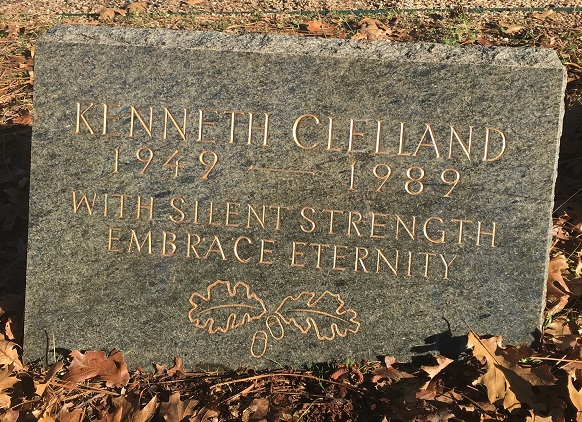 KENNETH CLELLAND
1949 — 1989
WITH SILENT STRENGTH
EMBRACE ETERNITY